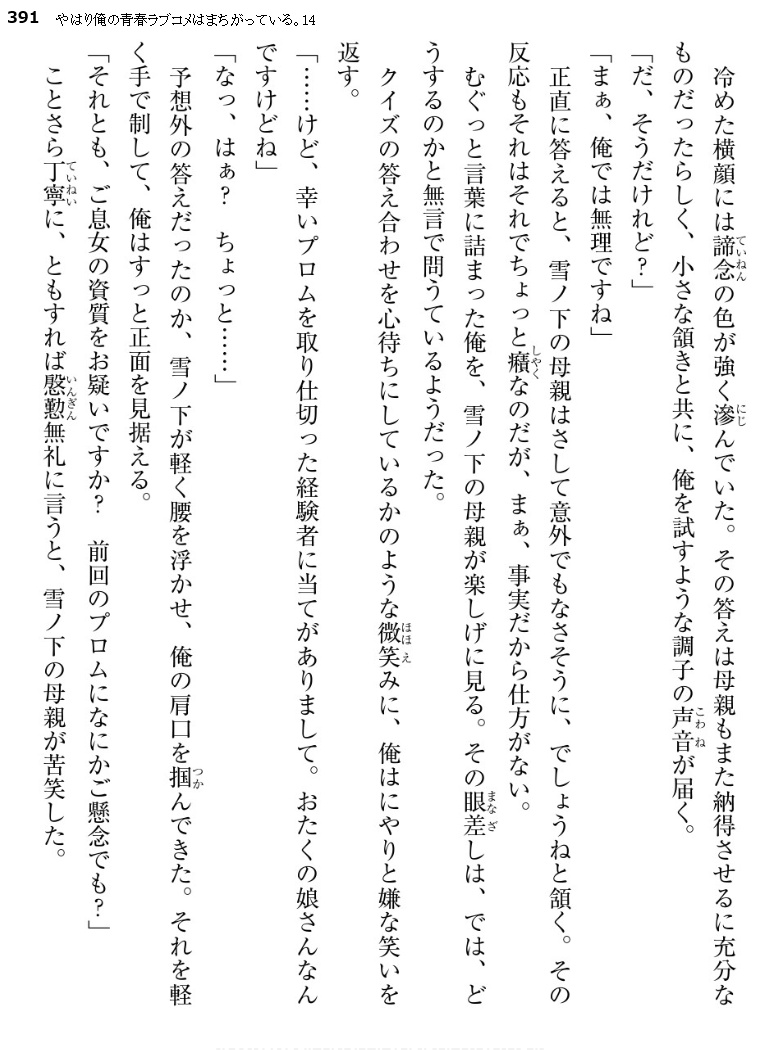 391 やはり俺の青春ラブコメはまちがっている。14
冷めた横顔には諦念の色が強く滲んでいた。その答えは母親もまた納得させるに充分な
ものだったらしく、小さな頷きと共に、俺を試すような調子の声音が届く。
「だ、そうだけれど？」
「まぁ、俺では無理ですね」
正直に答えると、雪ノ下の母親はさして意外でもなさそうに、でしょうねと頷く。その
反応もそれはそれでちょっと癪なのだが、まぁ、事実だから仕方がない。
むぐっと言葉に詰まった俺を、雪ノ下の母親が楽しげに見る。その眼差しは、では、ど
うするのかと無言で問うているようだった。
クイズの答え合わせを心待ちにしているかのような微笑みに、俺はにやりと嫌な笑いを
返す。
「……けど、幸いプロムを取り仕切った経験者に当てがありまして。おたくの娘さんなん
ですけどね」
「なっ、はぁ？　ちょっと……」
予想外の答えだったのか、雪ノ下が軽く腰を浮かせ、俺の肩口を掴んできた。それを軽
く手で制して、俺はすっと正面を見据える。
「それとも、ご息女の資質をお疑いですか？　前回のプロムになにかご懸念でも？」
ことさら丁寧に、ともすれば慇懃無礼に言うと、雪ノ下の母親が苦笑した。